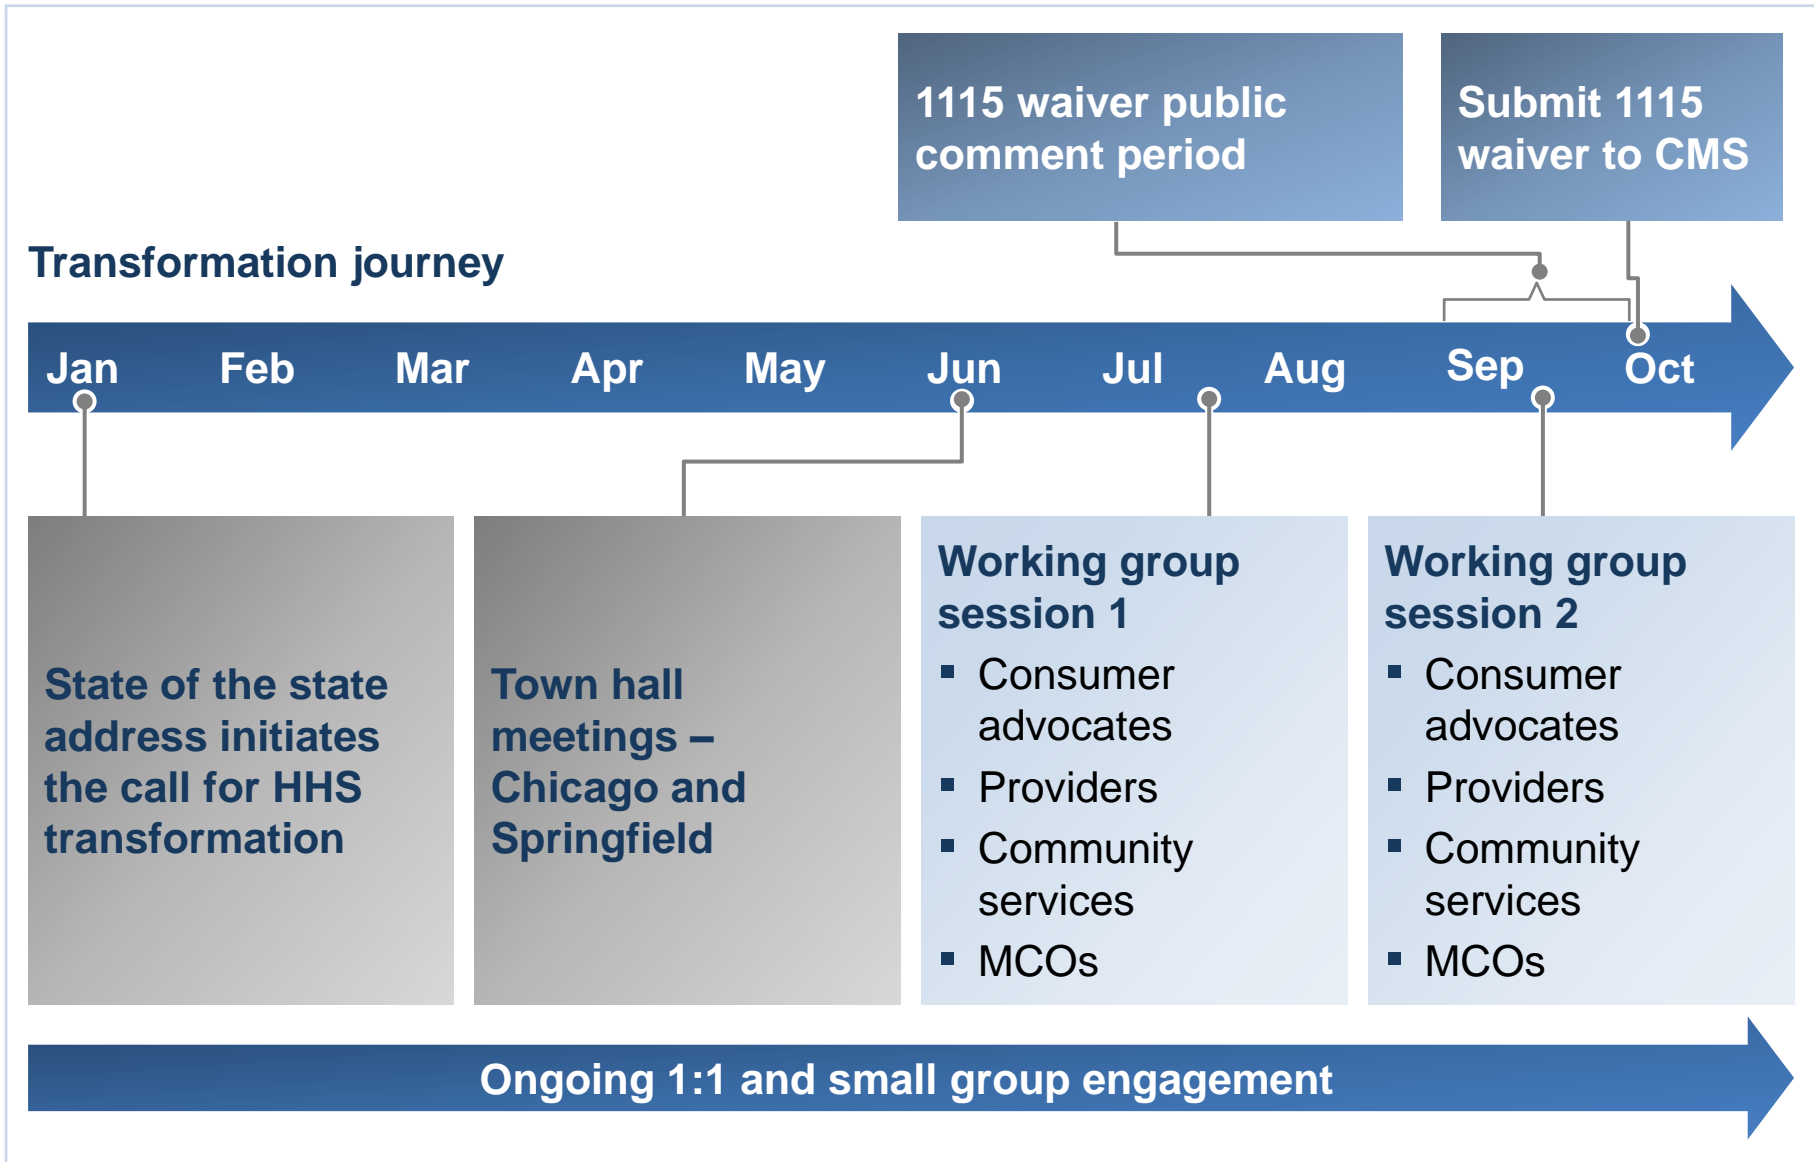 1115 waiver public
comment period
Submit 1115
waiver to CMS
Transformation journey
Jan Feb Mar Apr May Jun Jul Aug Sep Oct
State of the state
address initiates
the call for HHS
transformation
Town hall
meetings –
Chicago and
Springfield
Working group
session 1
▪ Consumer
advocates
▪ Providers
▪ Community
services
▪ MCOs
Working group
session 2
▪ Consumer
advocates
▪ Providers
▪ Community
services
▪ MCOs
Ongoing 1:1 and small group engagement